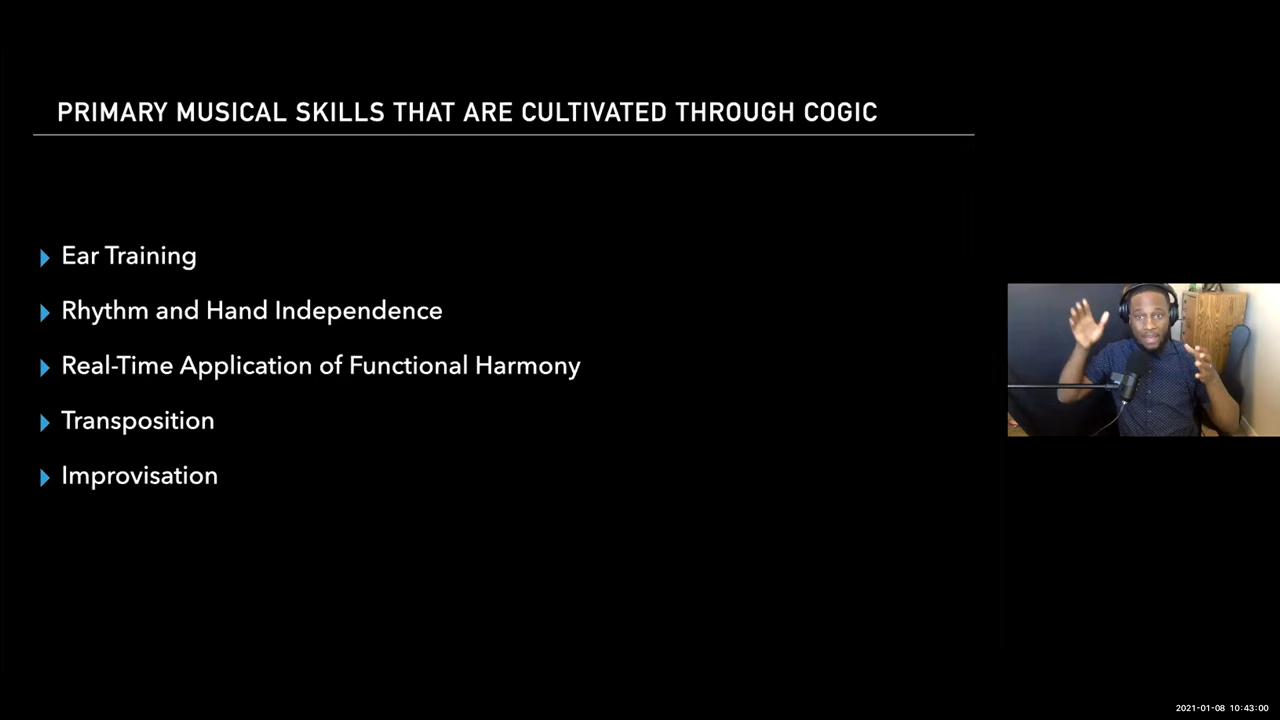 PRIMARY MUSICAL SKILLS THAT ARE CULTIVATED THROUGH COGIC
Ear Training
Rhythm and Hand Independence
Real-Time Application of Functional Harmony
Transposition
Improvisation
2021-01-08 10:43:00